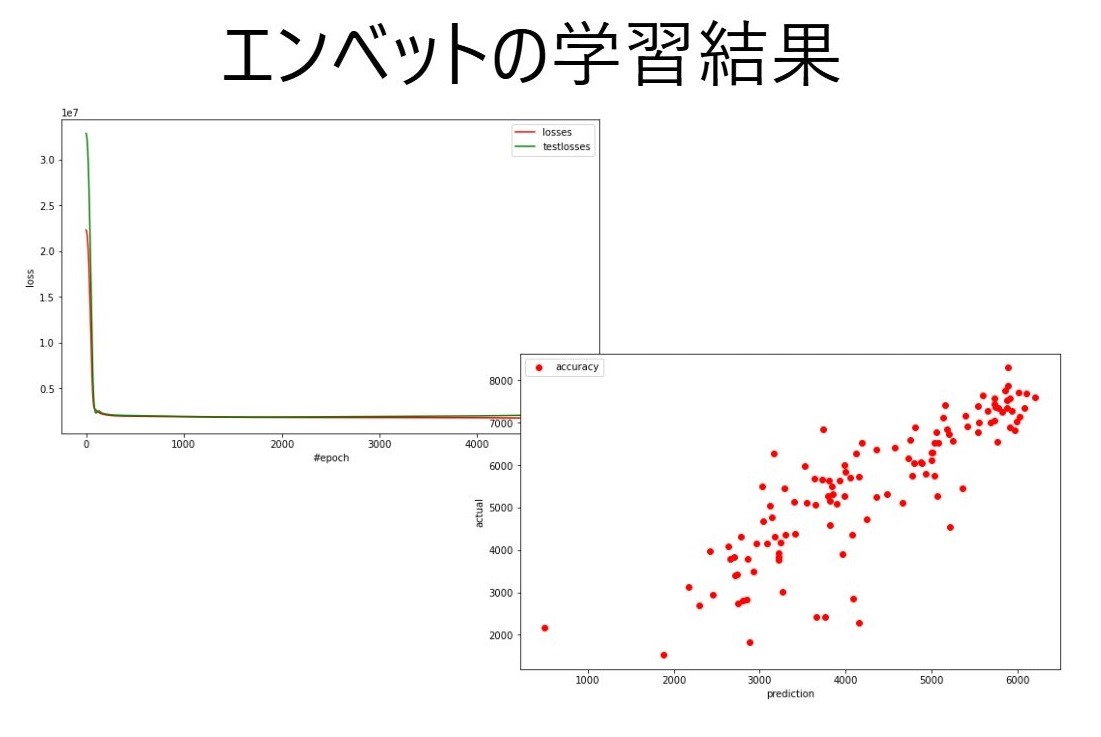 エンベットの学習結果
1e7
losses
testlosses
3.0
2.5
2.0
1.5
1.0
0.5
loss
0 1000 2000 3000 4000
#epoch
accuracy
8000
7000
6000
5000
4000
3000
2000
actual
1000 2000 3000 4000 5000 6000
prediction